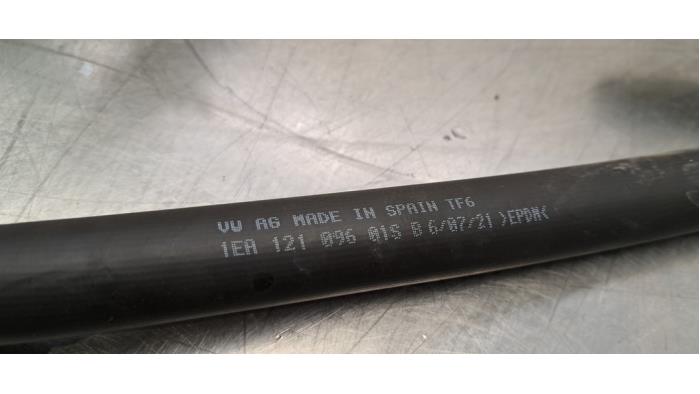 VW AG MADE IN SPAIN TF6
1EA 121 096 01S B 6/07/21 >EPDM<